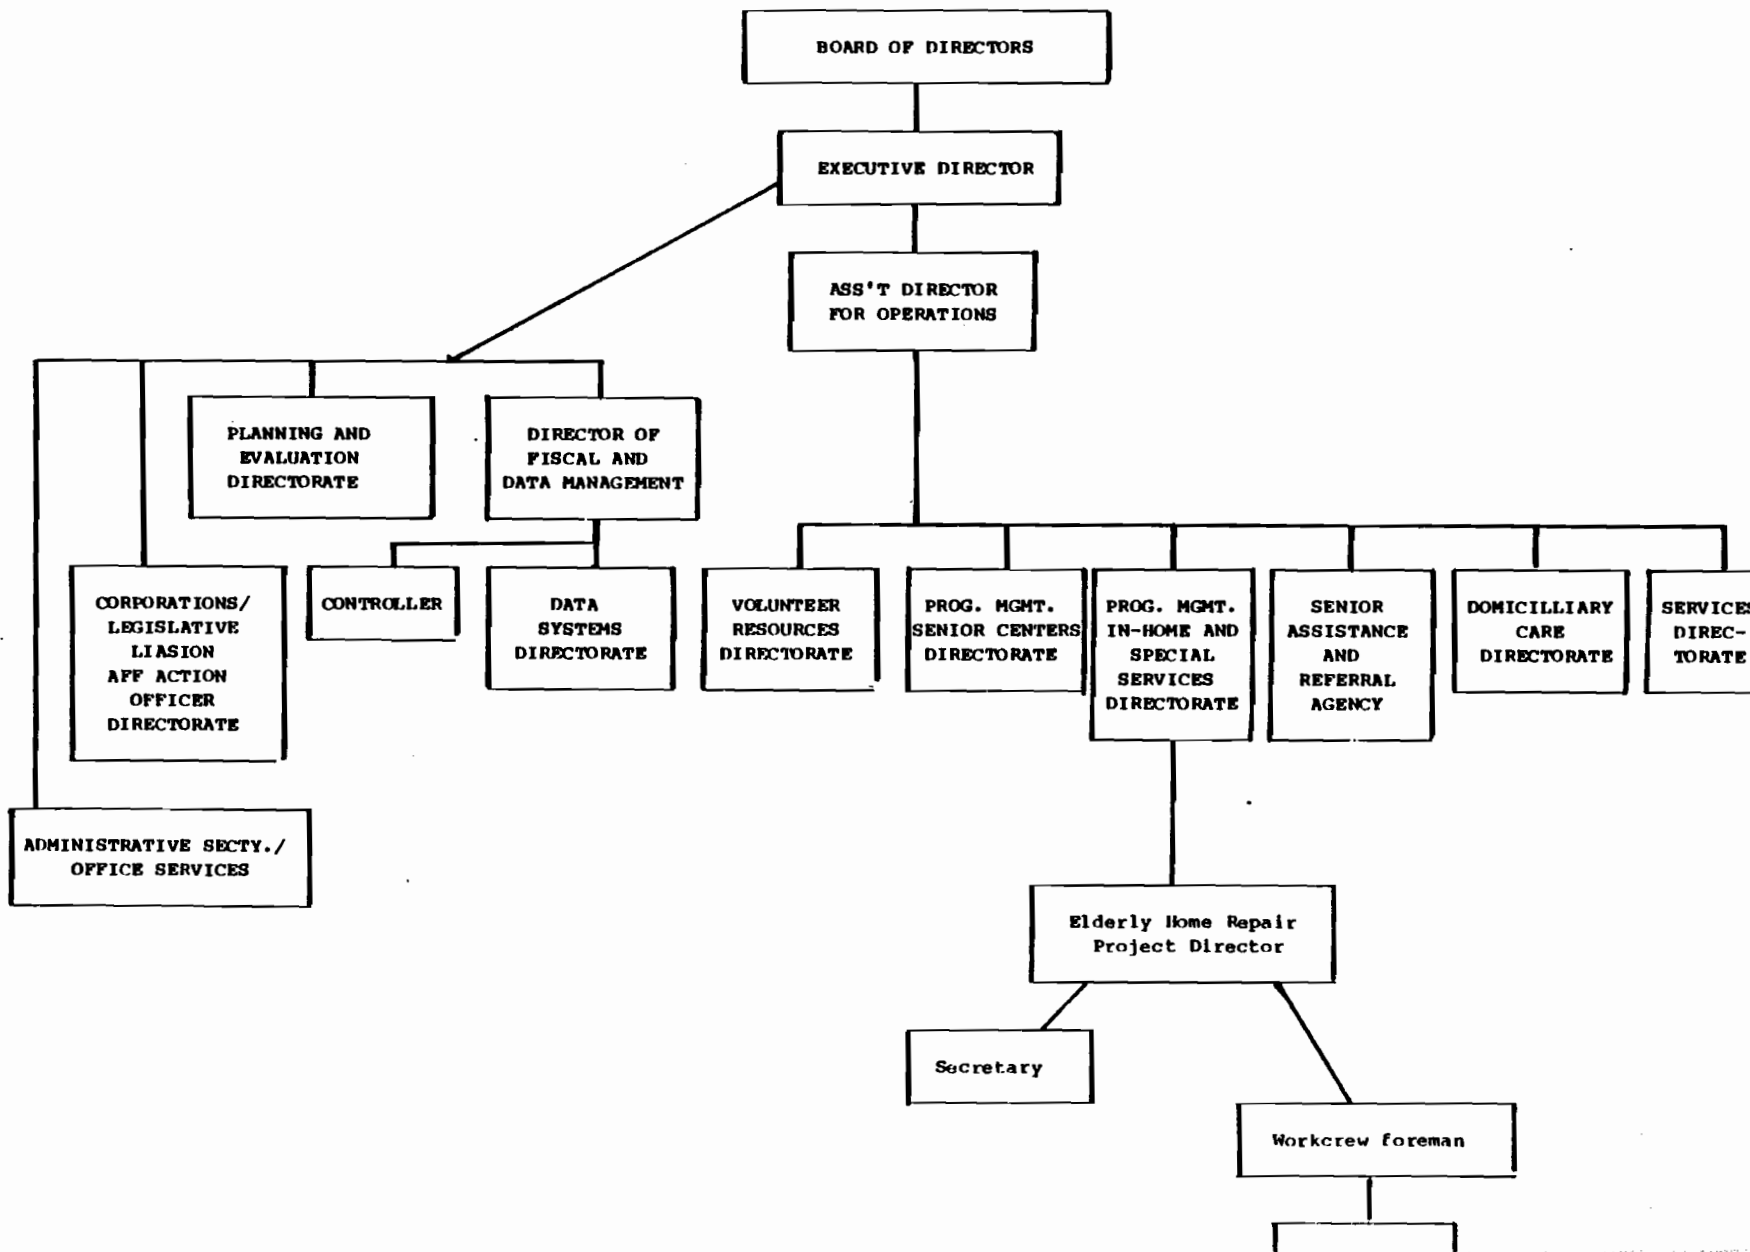 BOARD OF DIRECTORS
EXECUTIVE DIRECTOR
ASS'T DIRECTOR
FOR OPERATIONS
PLANNING AND
EVALUATION
DIRECTORATE
DIRECTOR OF
FISCAL AND
DATA MANAGEMENT
CORPORATIONS/
LEGISLATIVE
LIASION
AFF ACTION
OFFICER
DIRECTORATE
CONTROLLER
DATA
SYSTEMS
DIRECTORATE
VOLUNTEER
RESOURCES
DIRECTORATE
PROG. MGMT.
SENIOR CENTERS
DIRECTORATE
PROG. MGMT.
IN-HOME AND
SPECIAL
SERVICES
DIRECTORATE
SENIOR
ASSISTANCE
AND
REFERRAL
AGENCY
DOMICILLIARY
CARE
DIRECTORATE
SERVICES
DIREC-
TORATE
ADMINISTRATIVE SECTY./
OFFICE SERVICES
Elderly Home Repair
Project Director
Secretary
Workcrew foreman